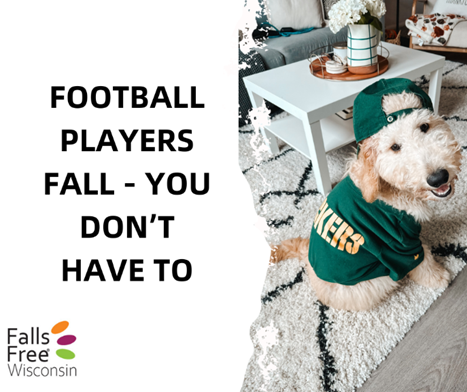 FOOTBALL
PLAYERS
FALL - YOU
DON'T
HAVE TO
KERS
Falls
Free
Wisconsin